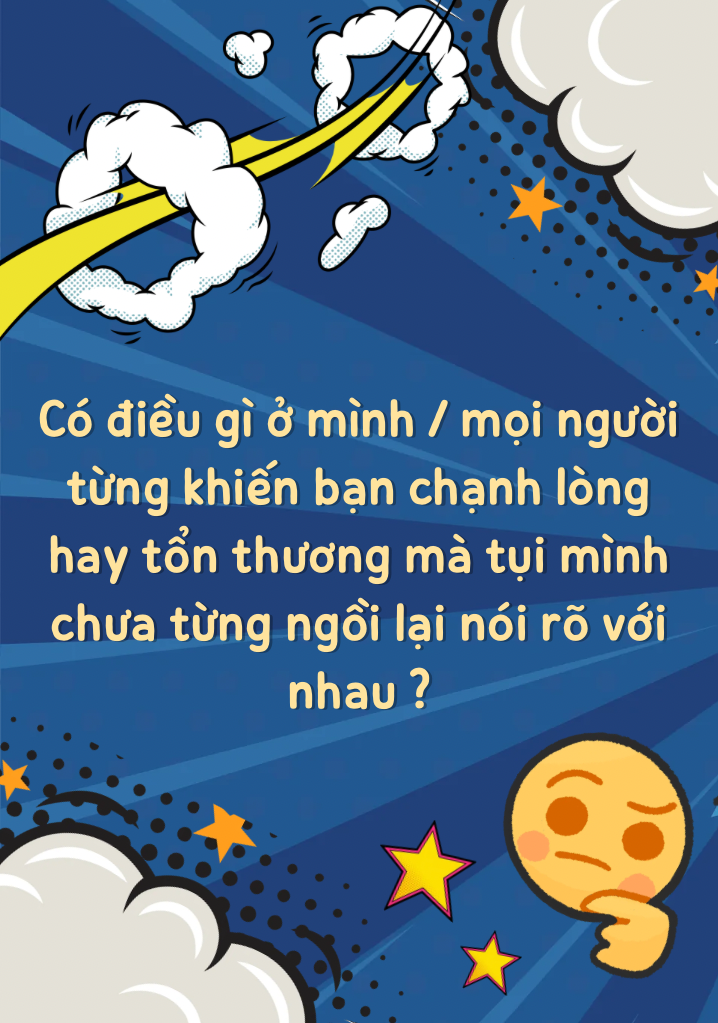 Có điều gì ở mình / mọi người
từng khiến bạn chạnh lòng
hay tổn thương mà tụi mình
chưa từng ngồi lại nói rõ với
nhau ?